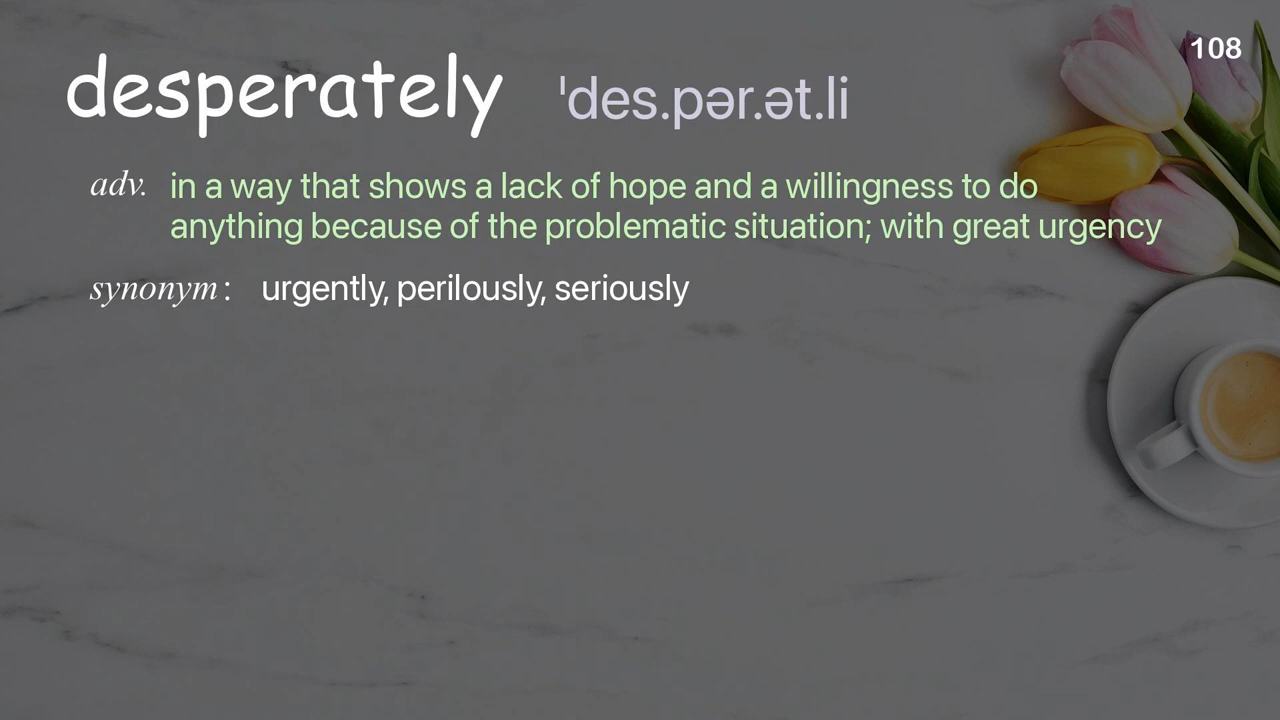 108
desperately ˈdes.pər.ət.li
adv. in a way that shows a lack of hope and a willingness to do
anything because of the problematic situation; with great urgency
synonym: urgently, perilously, seriously